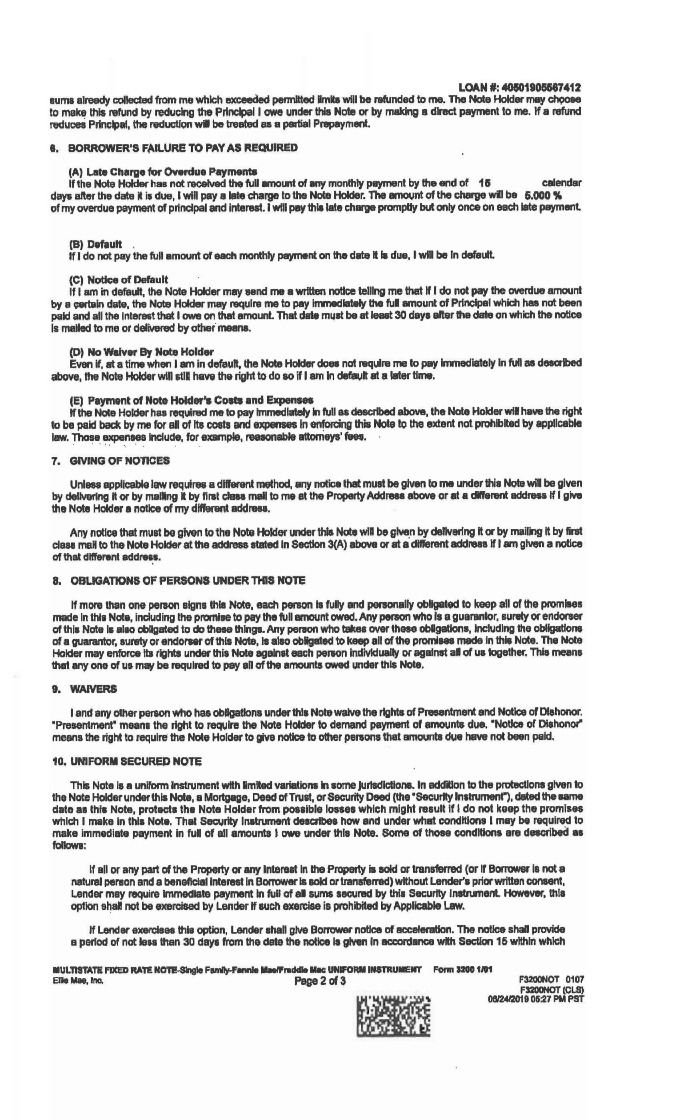 LOAN #: 40501905567412
sums already collected from me which exceeded permitted limits will be refunded to me. The Note Holder may choose
to make this refund by reducing the Principal I owe under this Note or by making a direct payment to me. If a refund
reduces Principal, the reduction will be treated as a partial Prepayment.
6. BORROWER'S FAILURE TO PAY AS REQUIRED
(A) Late Charge for Overdue Payments
If the Note Holder has not received the full amount of any monthly payment by the end of 15 calendar
days after the date it is due, I will pay a late charge to the Note Holder. The amount of the charge will be 5.000 %
of my overdue payment of principal and interest. I will pay this late charge promptly but only once on each late payment.
(B) Default
If I do not pay the full amount of each monthly payment on the date it is due, I will be in default.
(C) Notice of Default
If I am in default, the Note Holder may send me a written notice telling me that if I do not pay the overdue amount
by a certain date, the Note Holder may require me to pay immediately the full amount of Principal which has not been
paid and all the interest that I owe on that amount. That date must be at least 30 days after the date on which the notice
is mailed to me or delivered by other means.
(D) No Waiver By Note Holder
Even if, at a time when I am in default, the Note Holder does not require me to pay immediately in full as described
above, the Note Holder will still have the right to do so if I am in default at a later time.
(E) Payment of Note Holder's Costs and Expenses
If the Note Holder has required me to pay immediately in full as described above, the Note Holder will have the right
to be paid back by me for all of its costs and expenses in enforcing this Note to the extent not prohibited by applicable
law. Those expenses include, for example, reasonable attorneys' fees.
7. GIVING OF NOTICES
Unless applicable law requires a different method, any notice that must be given to me under this Note will be given
by delivering it or by mailing it by first class mail to me at the Property Address above or at a different address if I give
the Note Holder a notice of my different address.
Any notice that must be given to the Note Holder under this Note will be given by delivering it or by mailing it by first
class mail to the Note Holder at the address stated in Section 3(A) above or at a different address if I am given a notice
of that different address.
8. OBLIGATIONS OF PERSONS UNDER THIS NOTE
If more than one person signs this Note, each person is fully and personally obligated to keep all of the promises
made in this Note, including the promise to pay the full amount owed. Any person who is a guarantor, surety or endorser
of this Note is also obligated to do these things. Any person who takes over these obligations, including the obligations
of a guarantor, surety or endorser of this Note, is also obligated to keep all of the promises made in this Note. The Note
Holder may enforce its rights under this Note against each person individually or against all of us together. This means
that any one of us may be required to pay all of the amounts owed under this Note.
9. WAIVERS
I and any other person who has obligations under this Note waive the rights of Presentment and Notice of Dishonor.
"Presentment" means the right to require the Note Holder to demand payment of amounts due. "Notice of Dishonor"
means the right to require the Note Holder to give notice to other persons that amounts due have not been paid.
10. UNIFORM SECURED NOTE
This Note is a uniform instrument with limited variations in some jurisdictions. In addition to the protections given to
the Note Holder under this Note, a Mortgage, Deed of Trust, or Security Deed (the "Security Instrument"), dated the same
date as this Note, protects the Note Holder from possible losses which might result if I do not keep the promises
which I make in this Note. That Security Instrument describes how and under what conditions I may be required to
make immediate payment in full of all amounts I owe under this Note. Some of those conditions are described as
follows:
If all or any part of the Property or any Interest in the Property is sold or transferred (or if Borrower is not a
natural person and a beneficial interest in Borrower is sold or transferred) without Lender's prior written consent,
Lender may require immediate payment in full of all sums secured by this Security Instrument. However, this
option shall not be exercised by Lender if such exercise is prohibited by Applicable Law.
If Lender exercises this option, Lender shall give Borrower notice of acceleration. The notice shall provide
a period of not less than 30 days from the date the notice is given in accordance with Section 15 within which
MULTISTATE FIXED RATE NOTE-Single Family-Fannie Mae/Freddie Mac UNIFORM INSTRUMENT Form 3200 1/01
Ellie Mae, Inc. Page 2 of 3 F3200NOT 0107
F3200NOT (CLS)
06/24/2019 05:27 PM PST